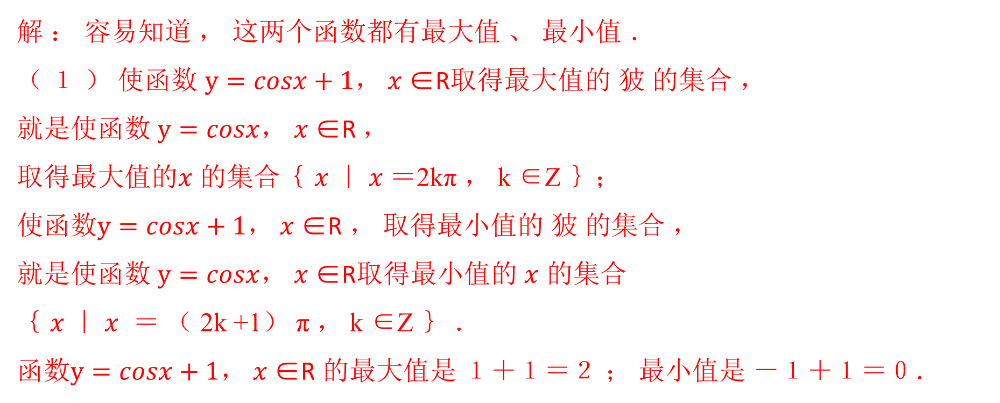 解： 容易知道， 这两个函数都有最大值、 最小值．
（１） 使函数 y = cosx + 1， x ∈R取得最大值的 狓 的集合，
就是使函数 y = cosx， x ∈R，
取得最大值的x 的集合｛ x ｜ x ＝2kπ， k ∈Z ｝；
使函数y = cosx + 1， x ∈R， 取得最小值的 狓 的集合，
就是使函数 y = cosx， x ∈R取得最小值的 x 的集合
｛ x ｜ x ＝ （ 2k +1） π， k ∈Z ｝．
函数y = cosx + 1， x ∈R 的最大值是 １＋１＝２； 最小值是－１＋１＝０．